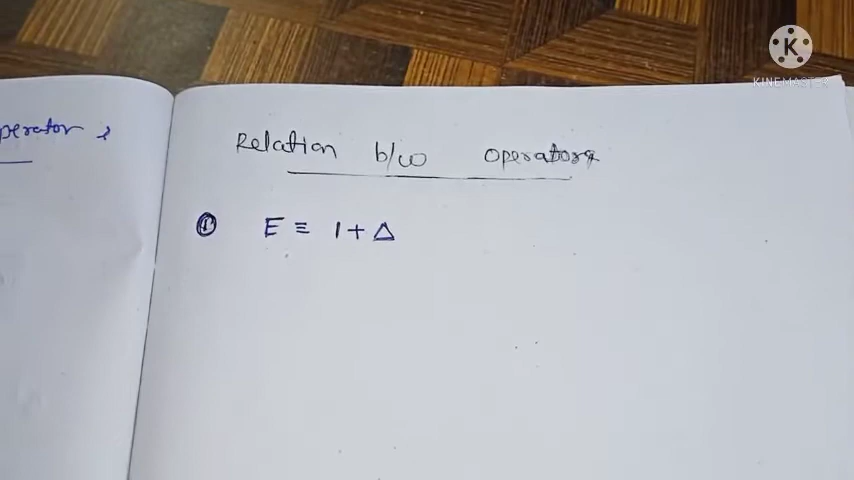 K
KINEMASTER
perator :
Relation b/w operators
① E ≡ 1 + Δ